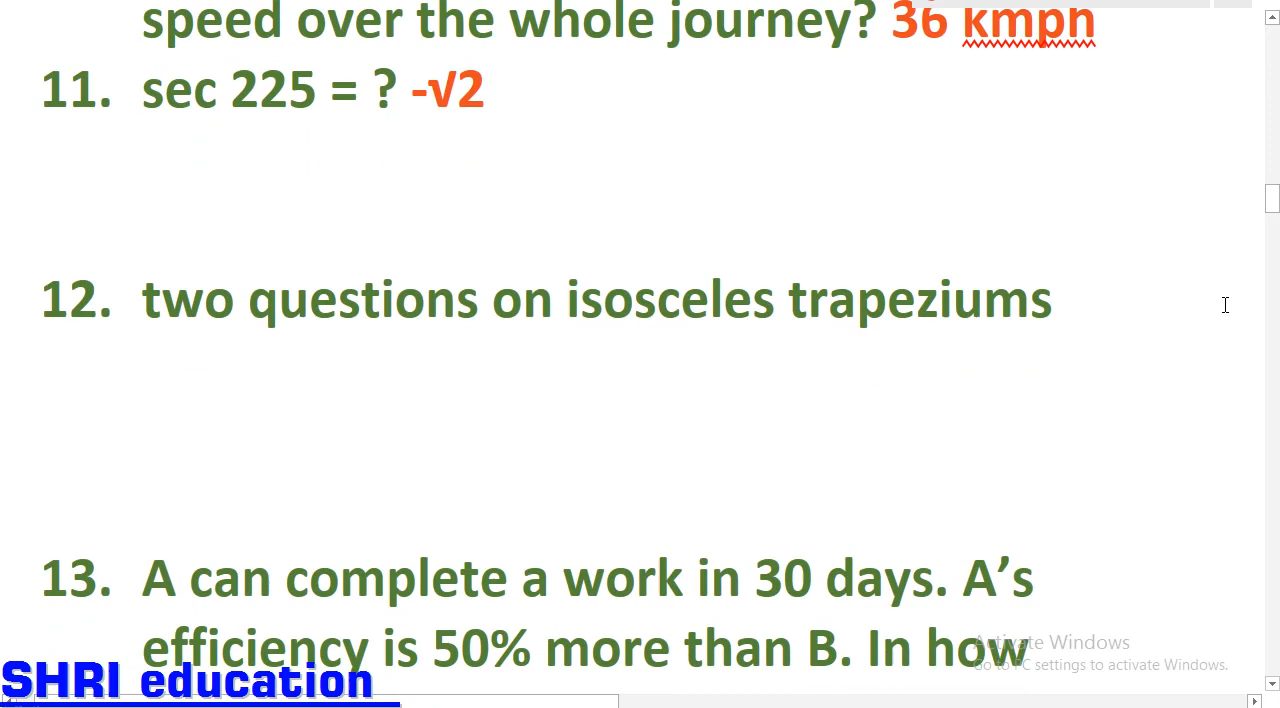 speed over the whole journey? 36 kmph
11. sec 225 = ? -√2
12. two questions on isosceles trapeziums
13. A can complete a work in 30 days. A’s
efficiency is 50% more than B. In how
Activate Windows
Go to PC settings to activate Windows.
SHRI education